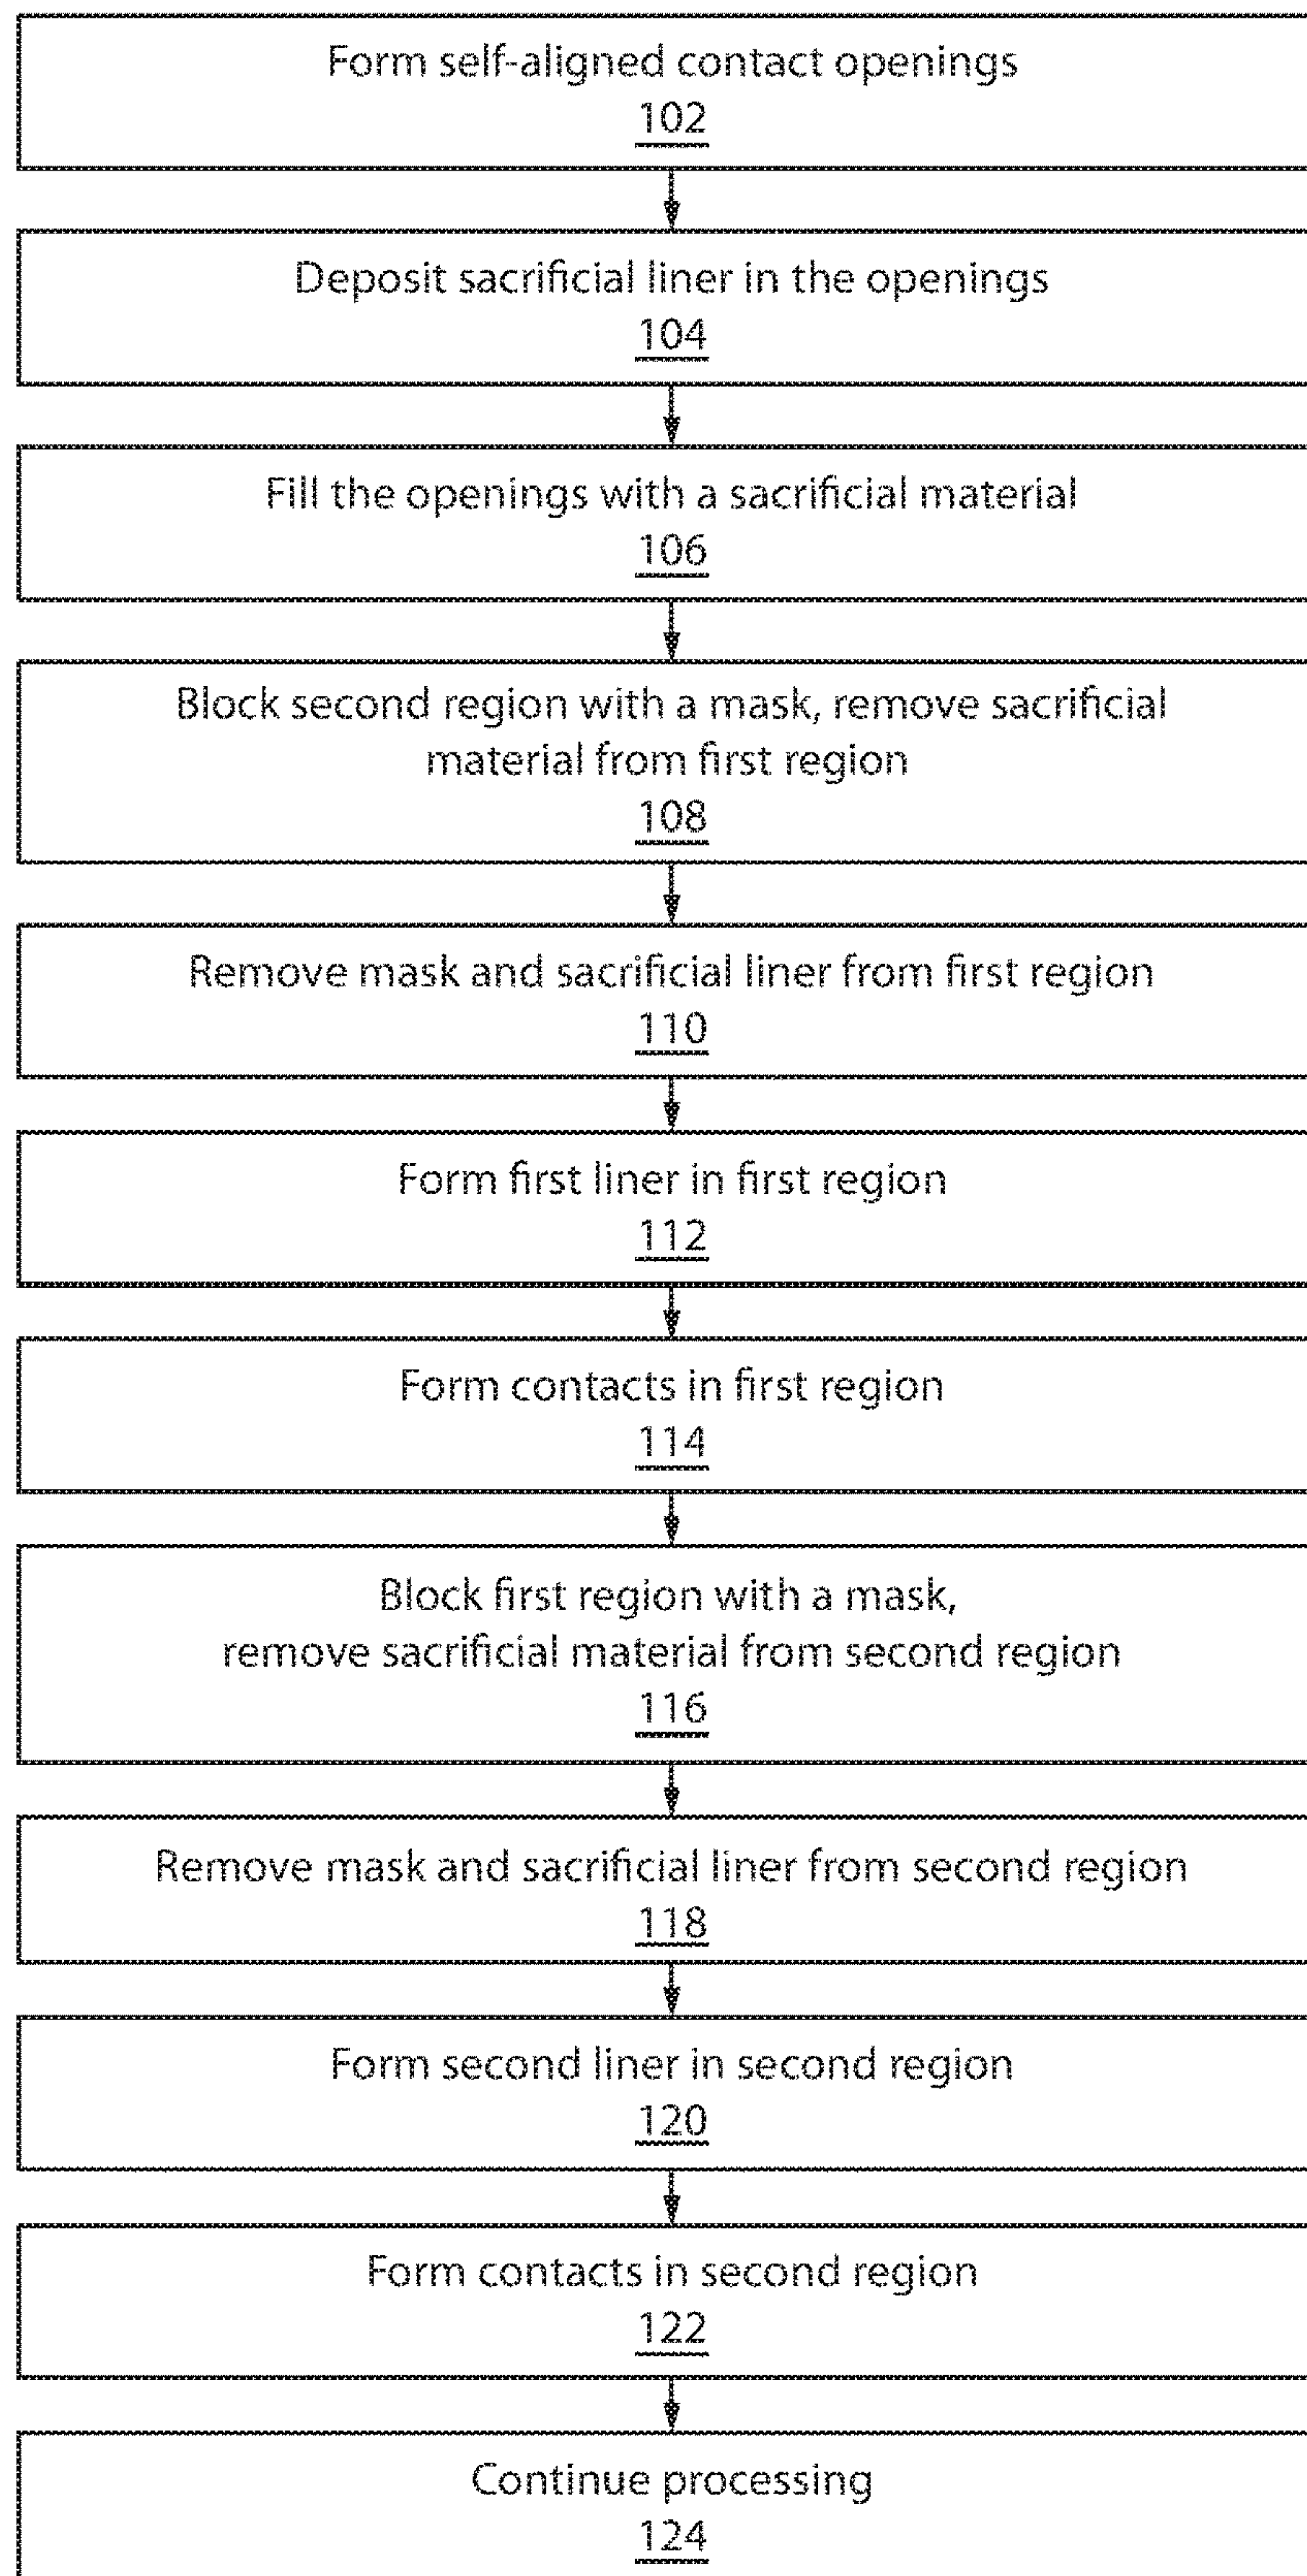 Form self-aligned contact openings
102
Deposit sacrificial liner in the openings
104
Fill the openings with a sacrificial material
106
Block second region with a mask, remove sacrificial
material from first region
108
Remove mask and sacrificial liner from first region
110
Form first liner in first region
112
Form contacts in first region
114
Block first region with a mask,
remove sacrificial material from second region
116
Remove mask and sacrificial liner from second region
118
Form second liner in second region
120
Form contacts in second region
122
Continue processing
124